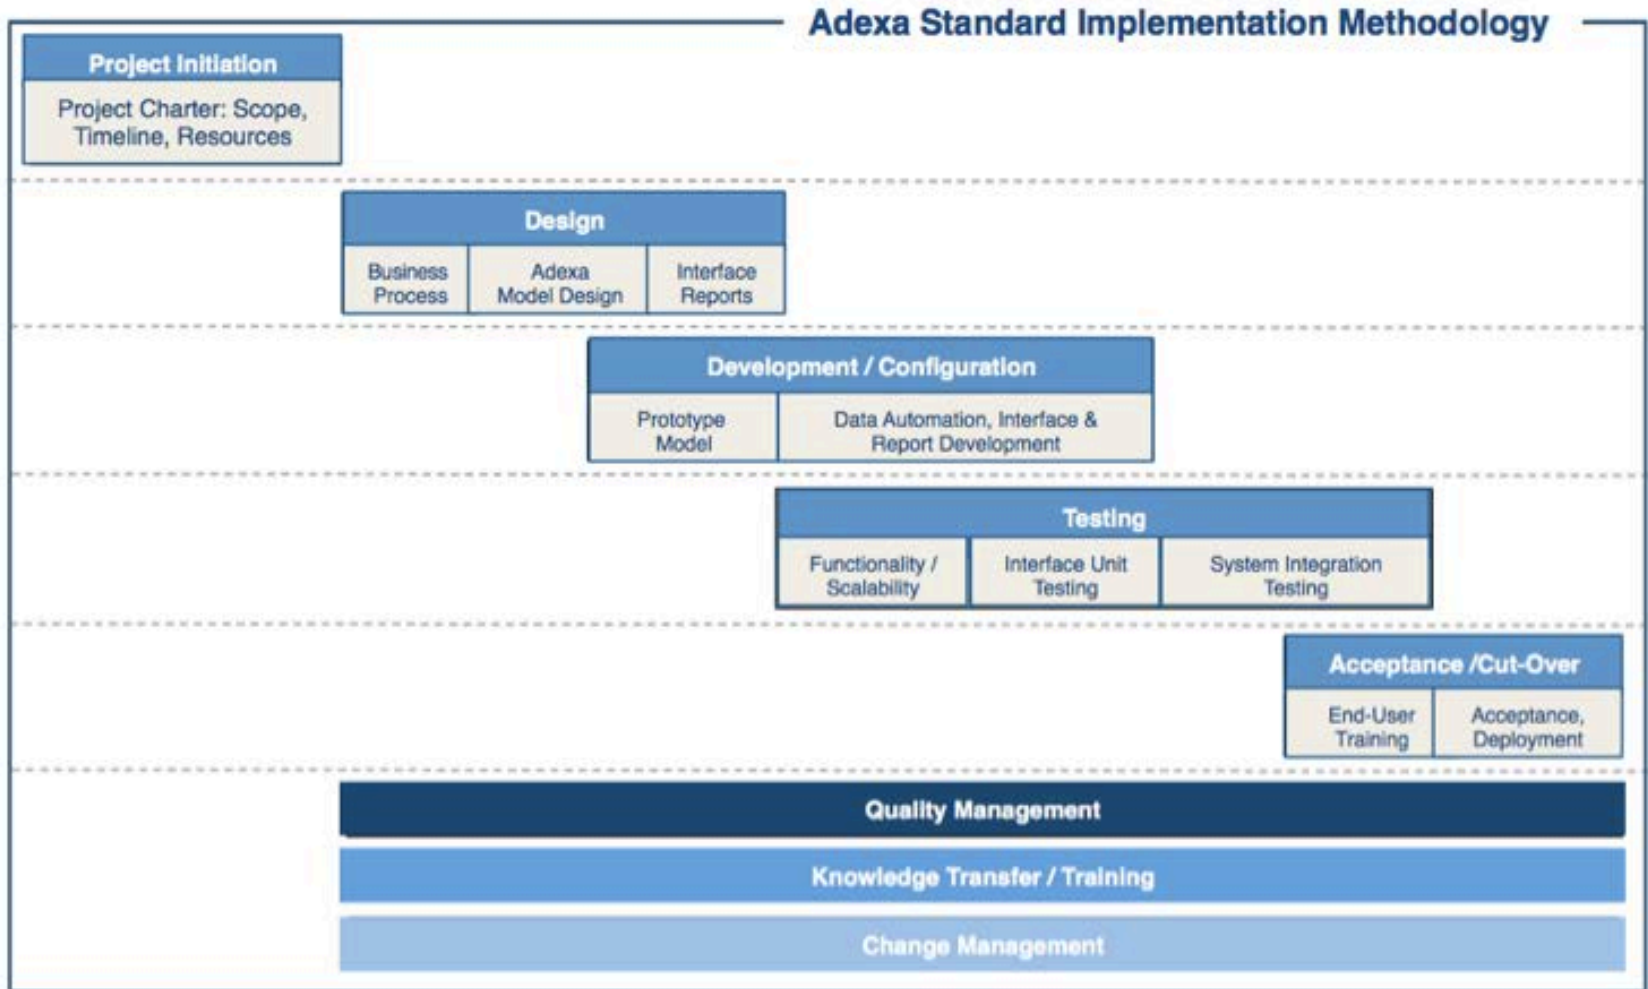 Adexa Standard Implementation Methodology
Project Initiation
Project Charter: Scope,
Timeline, Resources
Design
Business
Process
Adexa
Model Design
Interface
Reports
Development / Configuration
Prototype
Model
Data Automation, Interface &
Report Development
Testing
Functionality /
Scalability
Interface Unit
Testing
System Integration
Testing
Acceptance /Cut-Over
End-User
Training
Acceptance,
Deployment
Quality Management
Knowledge Transfer / Training
Change Management